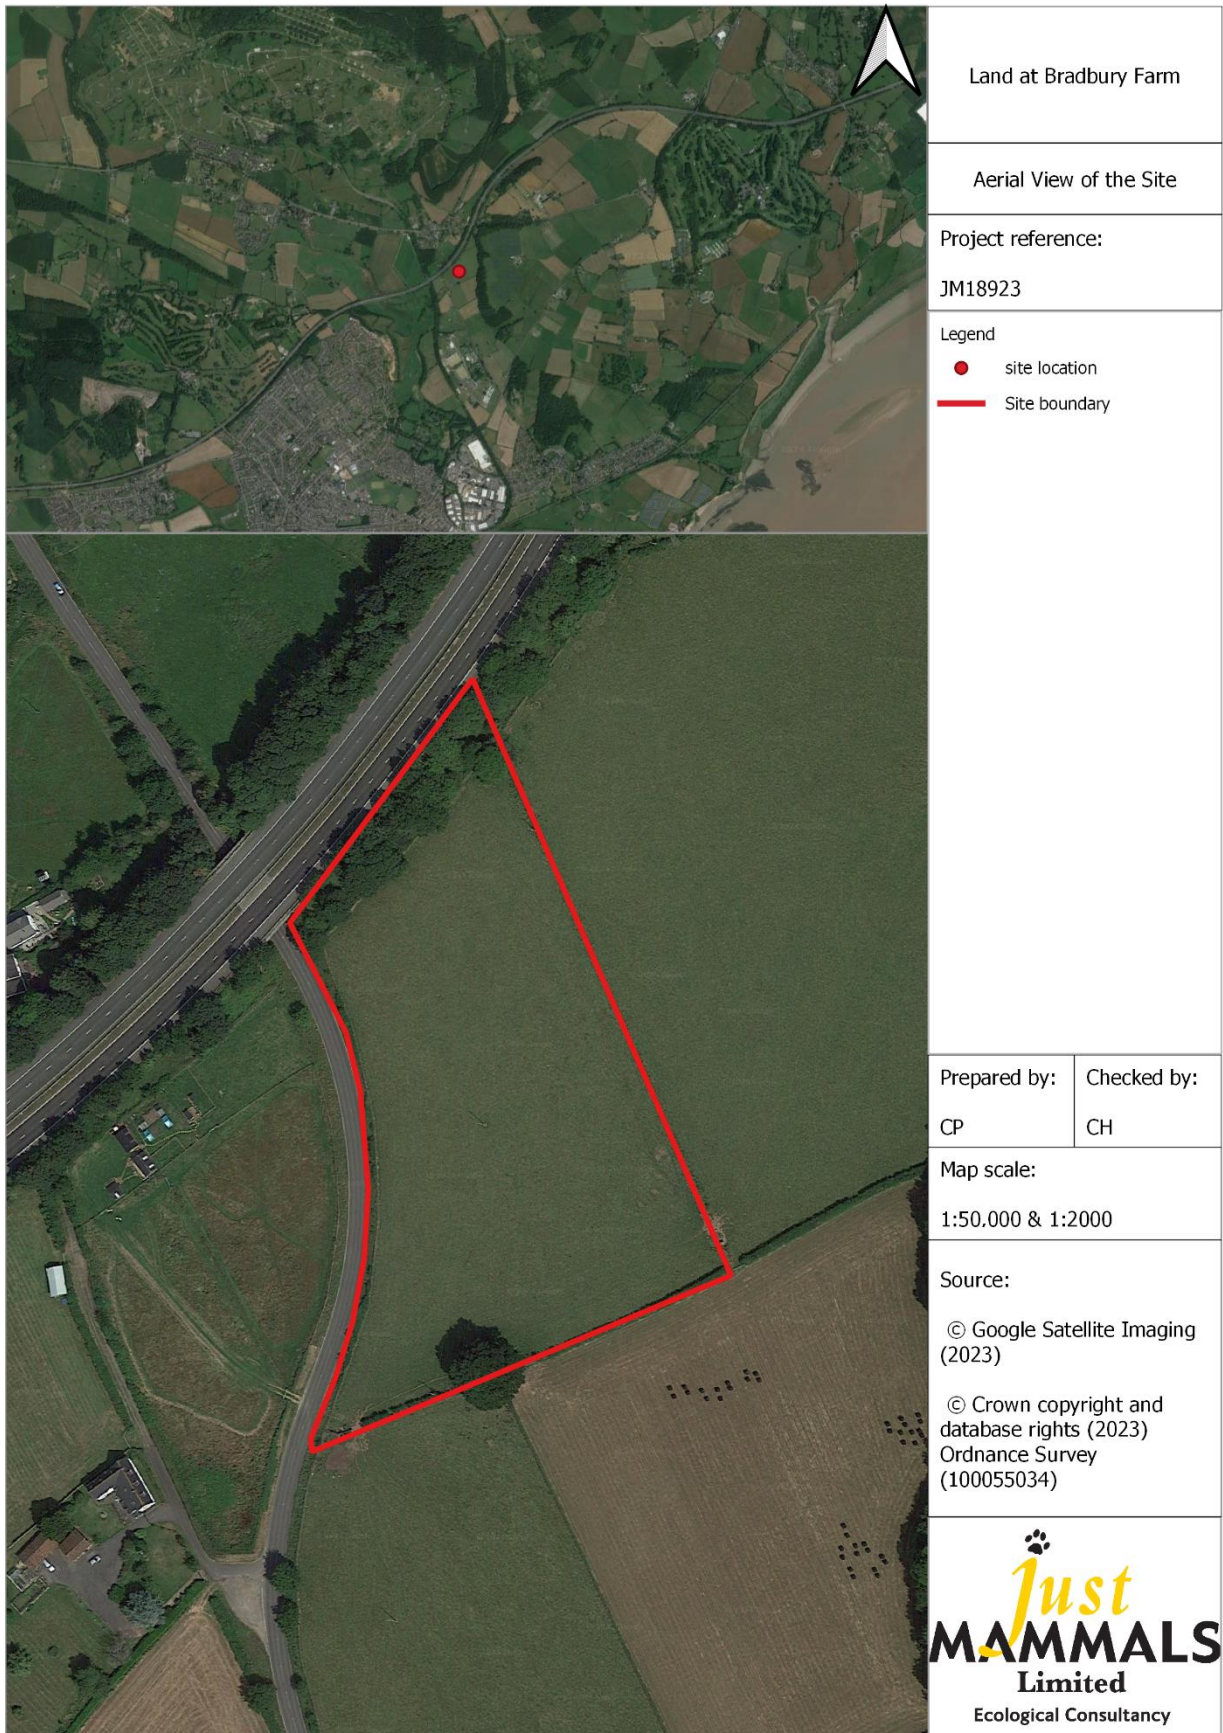 Land at Bradbury Farm
Aerial View of the Site
Project reference:
JM18923
Legend
site location
Site boundary
Prepared by:
CP
Checked by:
CH
Map scale:
1:50,000 & 1:2000
Source:
© Google Satellite Imaging
(2023)
© Crown copyright and
database rights (2023)
Ordnance Survey
(100055034)
just
MAMMALS
Limited
Ecological Consultancy